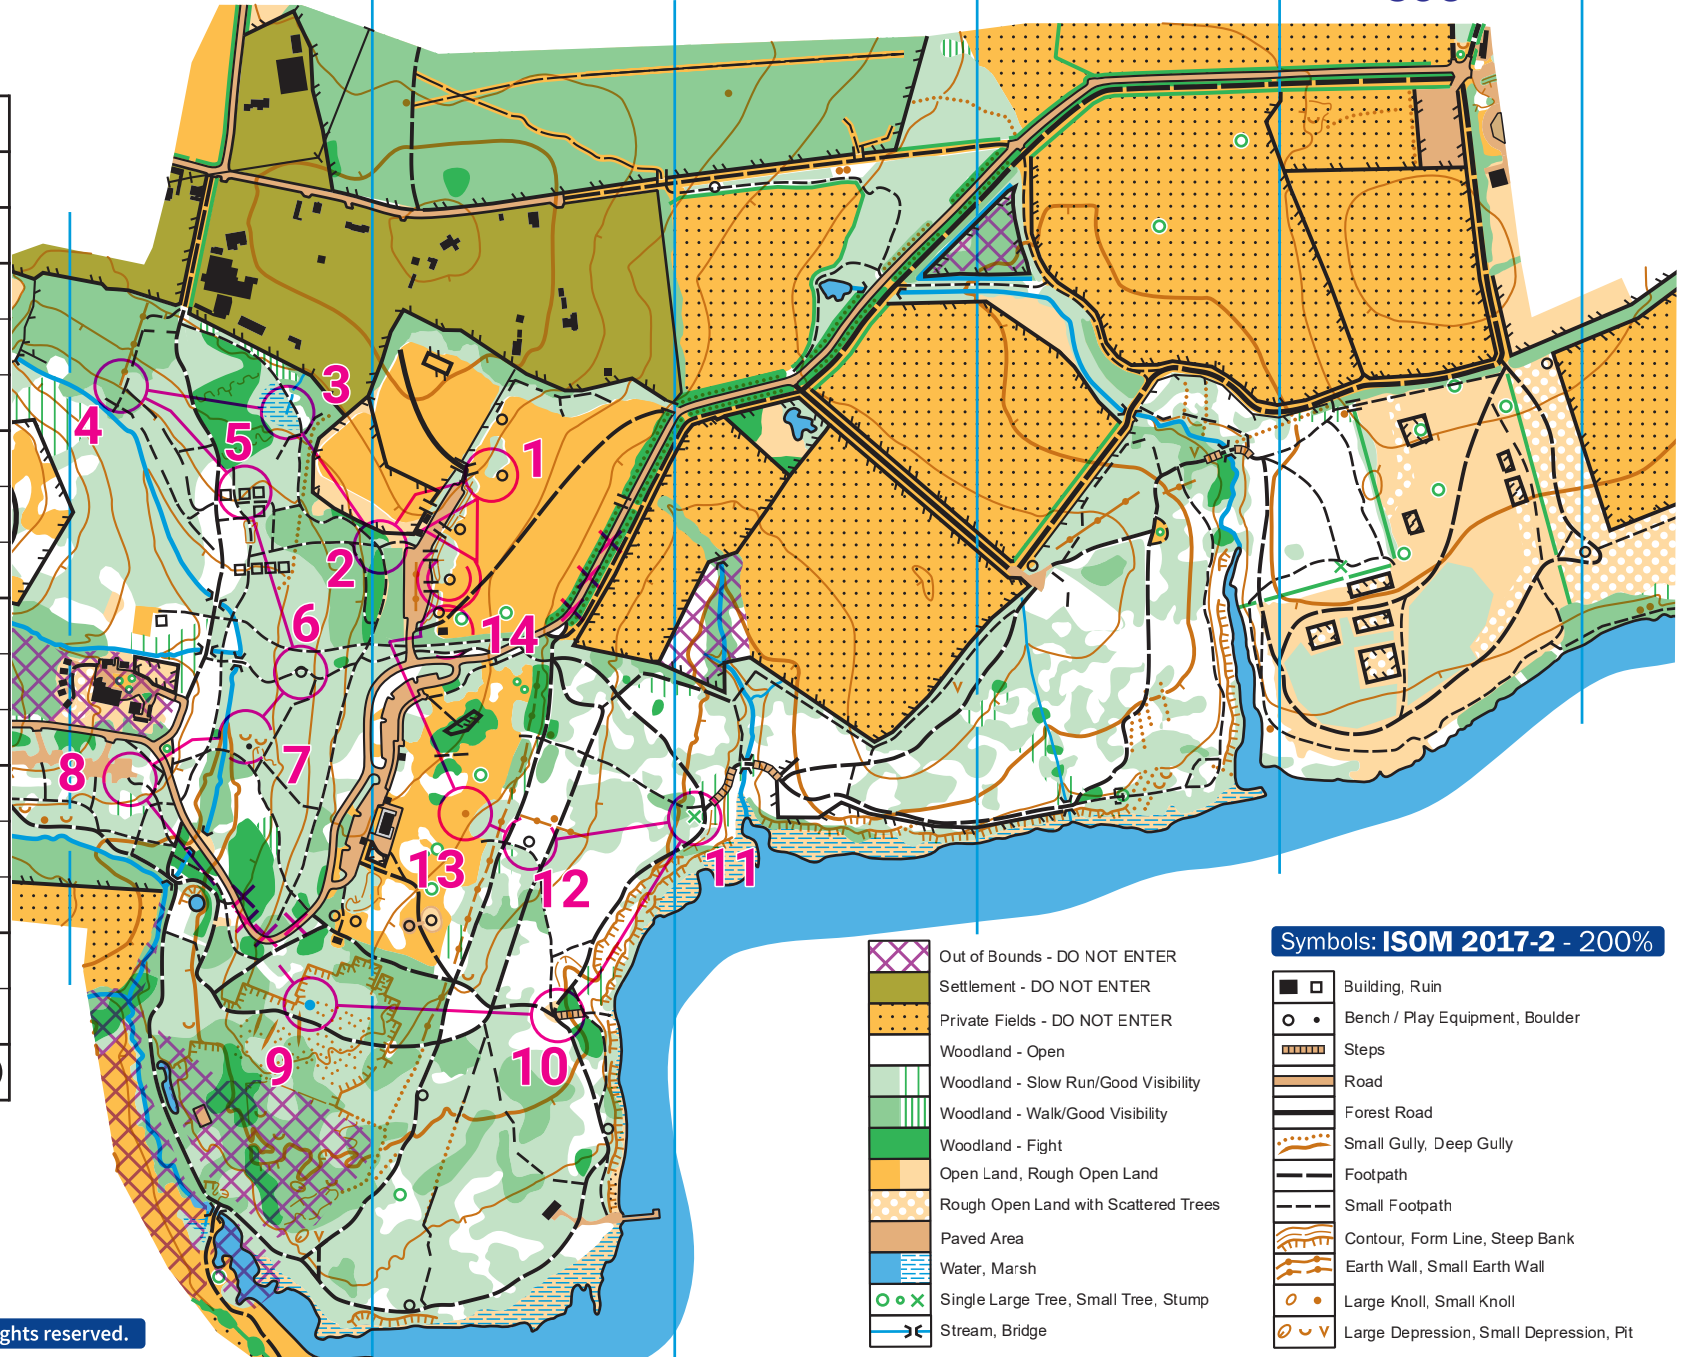 3
1
4
5
2
6
14
7
8
13
11
12
9
10
Out of Bounds - DO NOT ENTER
Settlement - DO NOT ENTER
Private Fields - DO NOT ENTER
Woodland - Open
Woodland - Slow Run/Good Visibility
Woodland - Walk/Good Visibility
Woodland - Fight
Open Land, Rough Open Land
Rough Open Land with Scattered Trees
Paved Area
Water, Marsh
Single Large Tree, Small Tree, Stump
Stream, Bridge
Symbols: ISOM 2017-2 - 200%
Building, Ruin
Bench / Play Equipment, Boulder
Steps
Road
Forest Road
Small Gully, Deep Gully
Footpath
Small Footpath
Contour, Form Line, Steep Bank
Earth Wall, Small Earth Wall
Large Knoll, Small Knoll
Large Depression, Small Depression, Pit
ghts reserved.